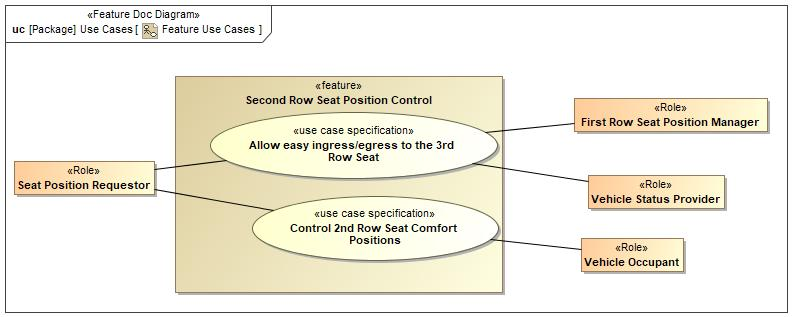 «Feature Doc Diagram»
uc [Package] Use Cases [ Feature Use Cases ]
«feature»
Second Row Seat Position Control
«use case specification»
Allow easy ingress/egress to the 3rd
Row Seat
«Role»
First Row Seat Position Manager
«Role»
Seat Position Requestor
«Role»
Vehicle Status Provider
«use case specification»
Control 2nd Row Seat Comfort
Positions
«Role»
Vehicle Occupant